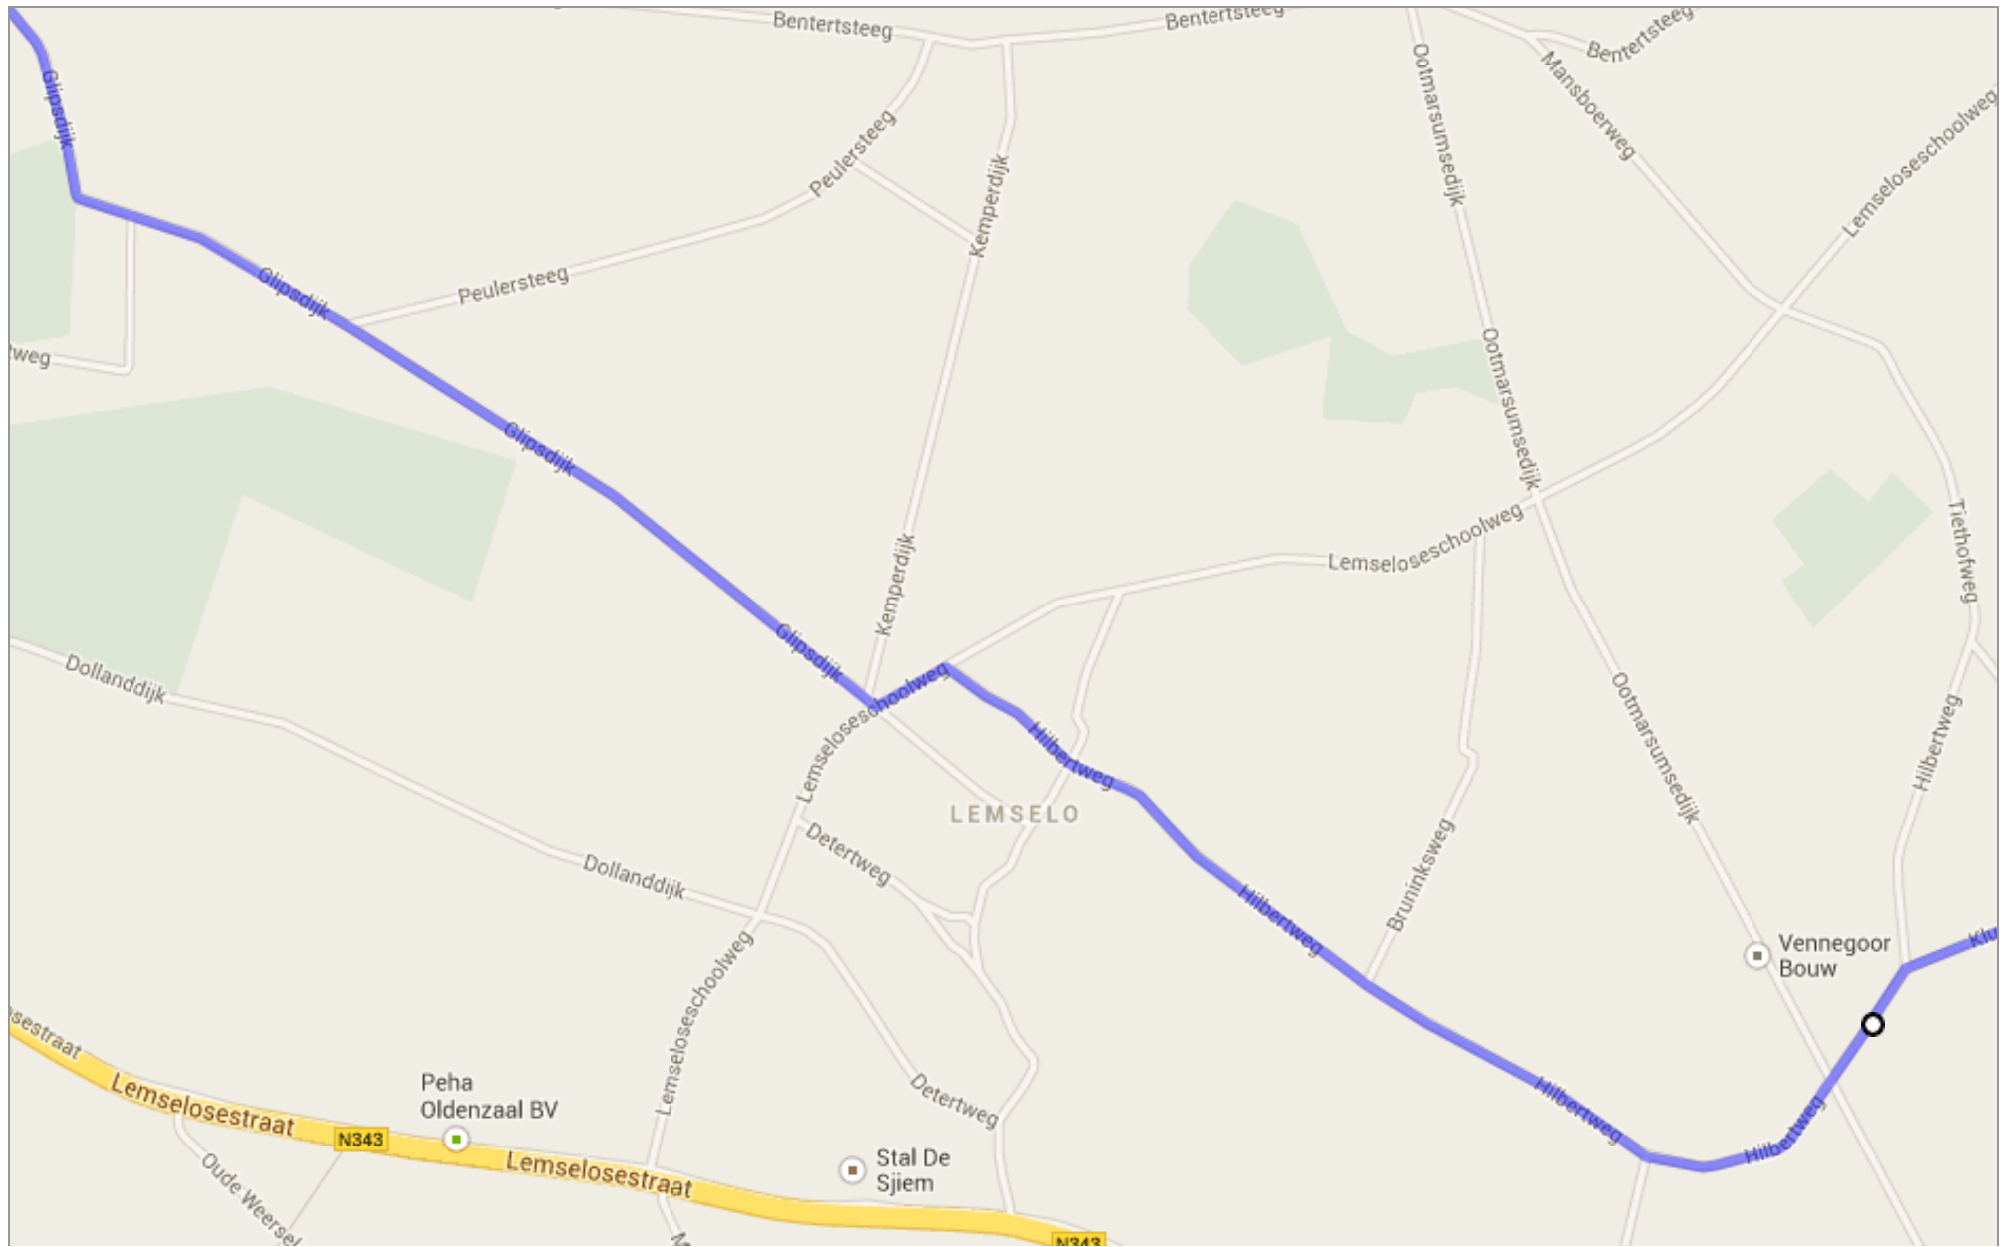 Bentertsteeg
Bentertsteeg
Bentertsteeg
Glipsdijk
Ootmarsumsedijk
Mansboerweg
Peulersteeg
Kemperdijk
Lemseloseschoolweg
Glipsdijk
Peulersteeg
weg
Ootmarsumsedijk
Glipsdijk
Lemseloseschoolweg
Kemperdijk
Tiethofweg
Glipsdijk
Dollanddijk
Lemseloseschoolweg
Hilbertweg
Ootmarsumsedijk
Hilbertweg
LEMSELO
Detertweg
Dollanddijk
Bruninksweg
Hilbertweg
Vennegoor
Bouw
Klu
Lemseloseschoolweg
sestraat
Lemselosestraat
Peha
Oldenzaal BV
N343
Detertweg
Hilbertweg
Hilbertweg
Lemselosestraat
Stal De
Sjiem
Oude Weersel
N343